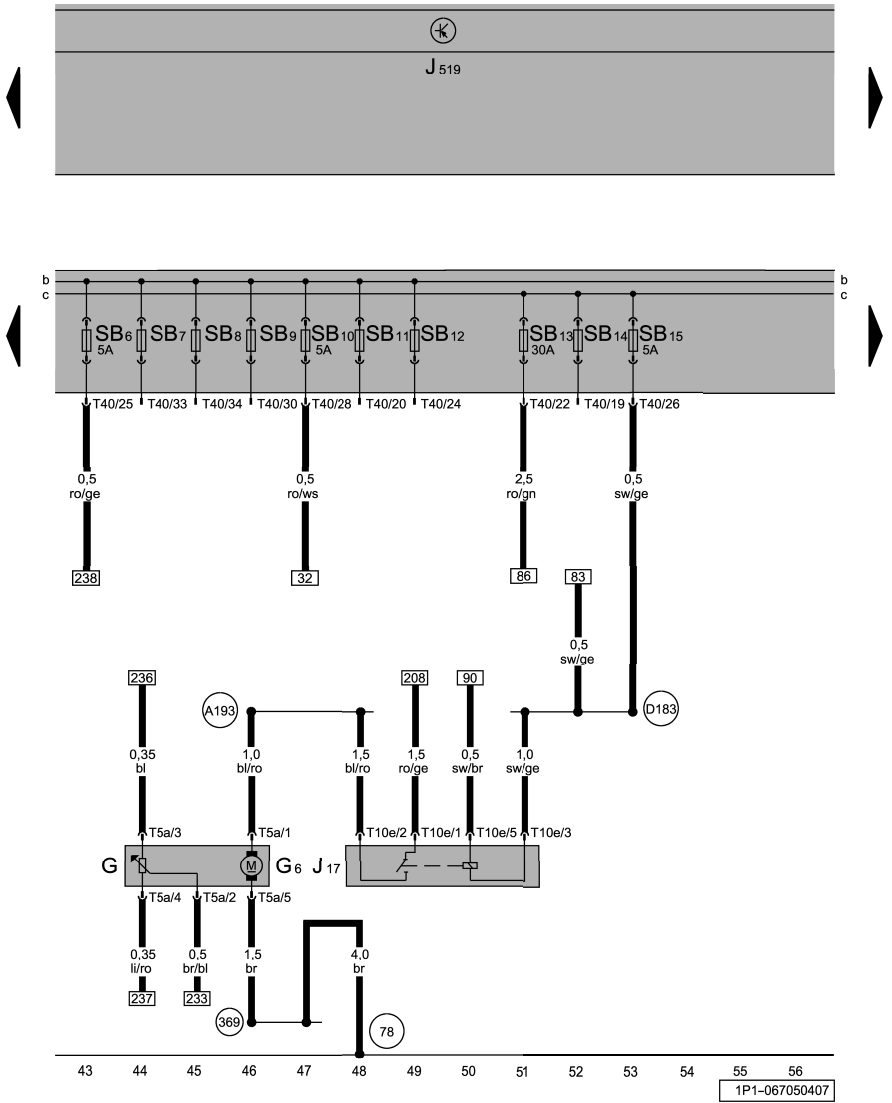 J 519
b b
c c
SB6 SB7 SB8 SB9 SB10 SB11 SB12 SB13 SB14 SB15
5A 5A 30A 5A
T40/25 T40/33 T40/34 T40/30 T40/28 T40/20 T40/24 T40/22 T40/19 T40/26
0,5 0,5 2,5 0,5
ro/ge ro/ws ro/gn sw/ge
238 32 86 83
0,5
sw/ge
236 208 90
A193 D183
0,35 1,0 1,5 1,5 0,5 1,0
bl bl/ro bl/ro ro/ge sw/br sw/ge
T5a/3 T5a/1 T10e/2 T10e/1 T10e/5 T10e/3
G M G6 J17
T5a/4 T5a/2 T5a/5
0,35 0,5 1,5 4,0
li/ro br/bl br br
237 233
369 78
43 44 45 46 47 48 49 50 51 52 53 54 55 56
1P1-067050407